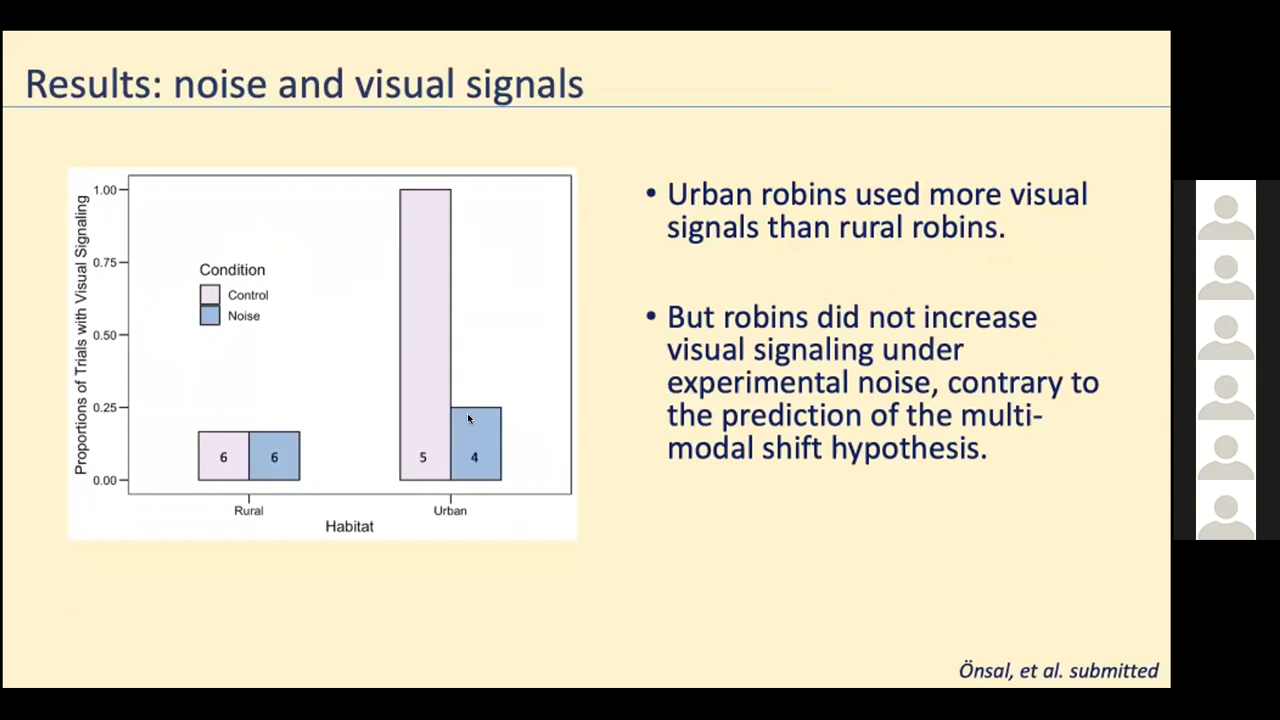 Results: noise and visual signals
Proportions of Trials with Visual Signaling
1.00
0.75
0.50
0.25
0.00
Condition
Control
Noise
6
6
5
4
Rural
Urban
Habitat
• Urban robins used more visual
signals than rural robins.
• But robins did not increase
visual signaling under
experimental noise, contrary to
the prediction of the multi-
modal shift hypothesis.
Önsal, et al. submitted